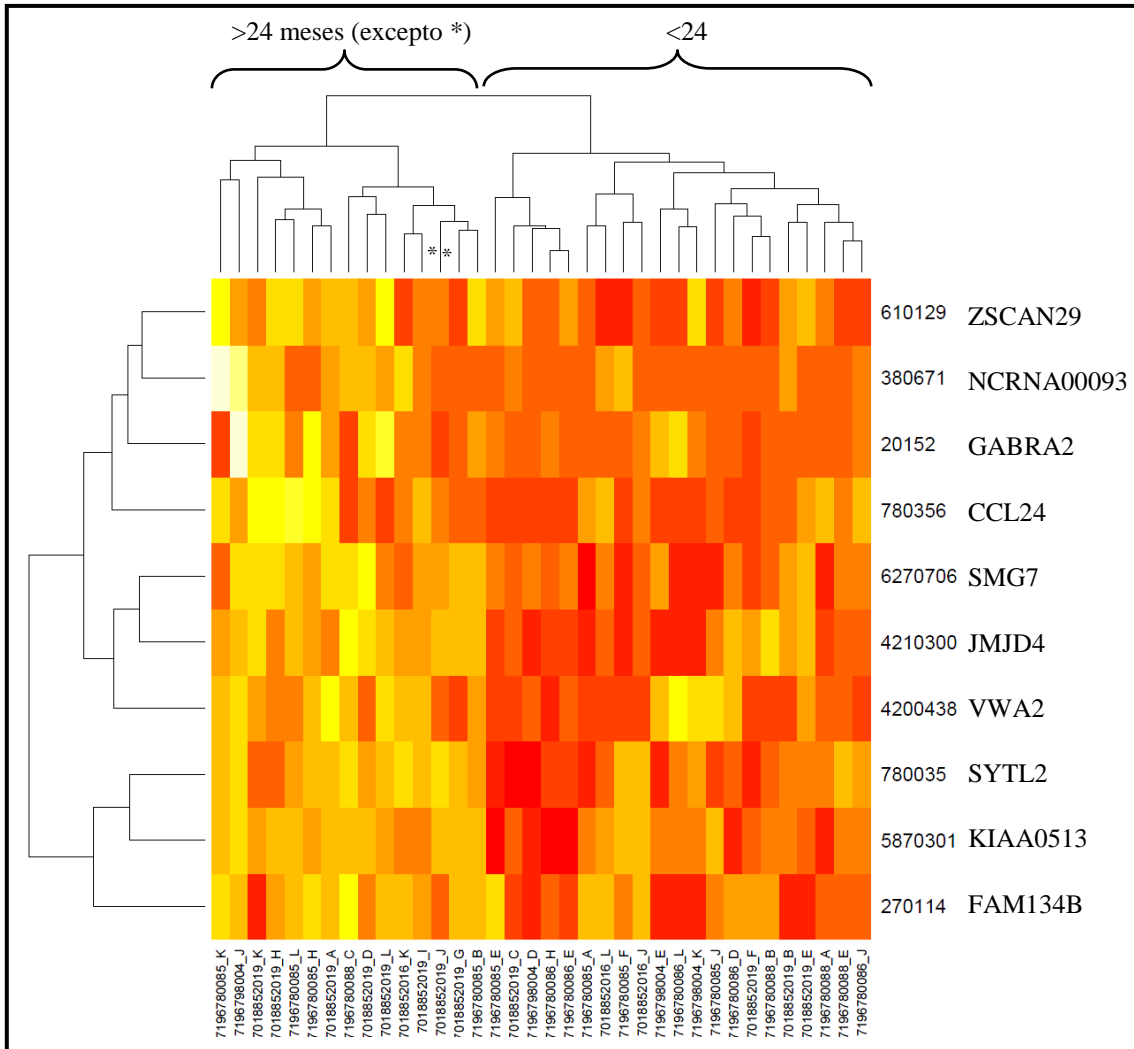 >24 meses (excepto *)
<24
* *
610129 ZSCAN29
380671 NCRNA00093
20152 GABRA2
780356 CCL24
6270706 SMG7
4210300 JMJD4
4200438 VWA2
780035 SYTL2
5870301 KIAA0513
270114 FAM134B
7196780085_K
7196798004_J
7018852019_K
7018852019_H
7196780085_L
7196780085_H
7018852019_A
7196780088_C
7018852019_D
7018852019_L
7018852016_K
7018852019_I
7018852019_J
7018852019_G
7196780085_B
7196780085_E
7018852019_C
7196798004_D
7196780086_H
7196780086_E
7196780085_A
7018852016_L
7196780085_F
7018852016_J
7196798004_E
7196780086_L
7196798004_K
7196780085_J
7196780086_D
7018852019_F
7196780088_B
7018852019_B
7018852019_E
7196780088_A
7196780088_E
7196780086_J